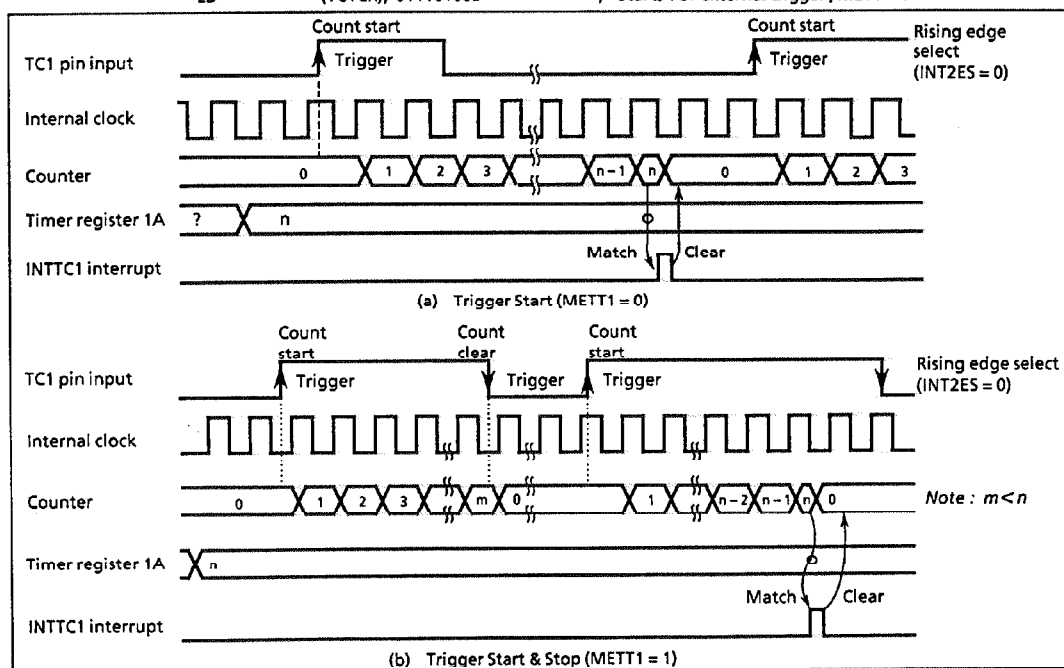 Count start
Count start
Rising edge
select
(INT2ES = 0)
TC1 pin input
Trigger
Trigger
Internal clock
Counter
0
1
2
3
n-1
n
0
1
2
3
Timer register 1A
?
n
Match
Clear
INTTC1 interrupt
(a) Trigger Start (METT1 = 0)
Count
start
Count
clear
Count
start
Rising edge select
(INT2ES = 0)
TC1 pin input
Trigger
Trigger
Trigger
Internal clock
Counter
0
1
2
3
m
0
1
n-2
n-1
n
0
Note : m<n
Timer register 1A
n
Match
Clear
INTTC1 interrupt
(b) Trigger Start & Stop (METT1 = 1)